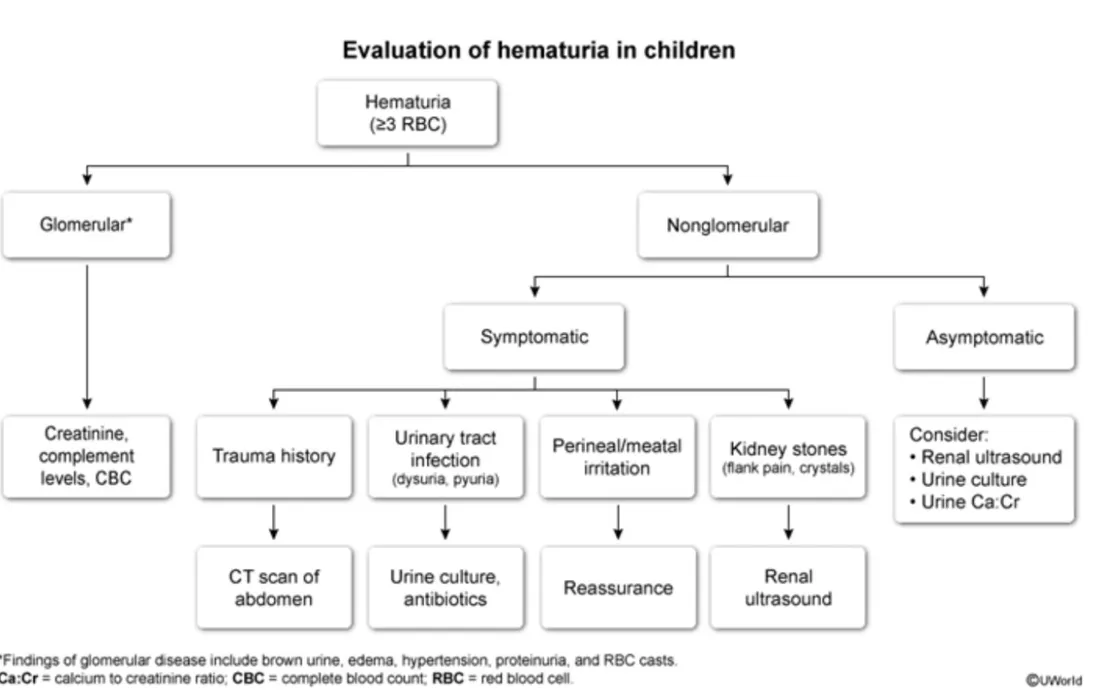 Evaluation of hematuria in children
Hematuria
(≥3 RBC)
Glomerular*
Nonglomerular
Symptomatic
Asymptomatic
Creatinine,
complement
levels, CBC
Trauma history
Urinary tract
infection
(dysuria, pyuria)
Perineal/meatal
irritation
Kidney stones
(flank pain, crystals)
Consider:
• Renal ultrasound
• Urine culture
• Urine Ca:Cr
CT scan of
abdomen
Urine culture,
antibiotics
Reassurance
Renal
ultrasound
*Findings of glomerular disease include brown urine, edema, hypertension, proteinuria, and RBC casts.
Ca:Cr = calcium to creatinine ratio; CBC = complete blood count; RBC = red blood cell.
©UWorld